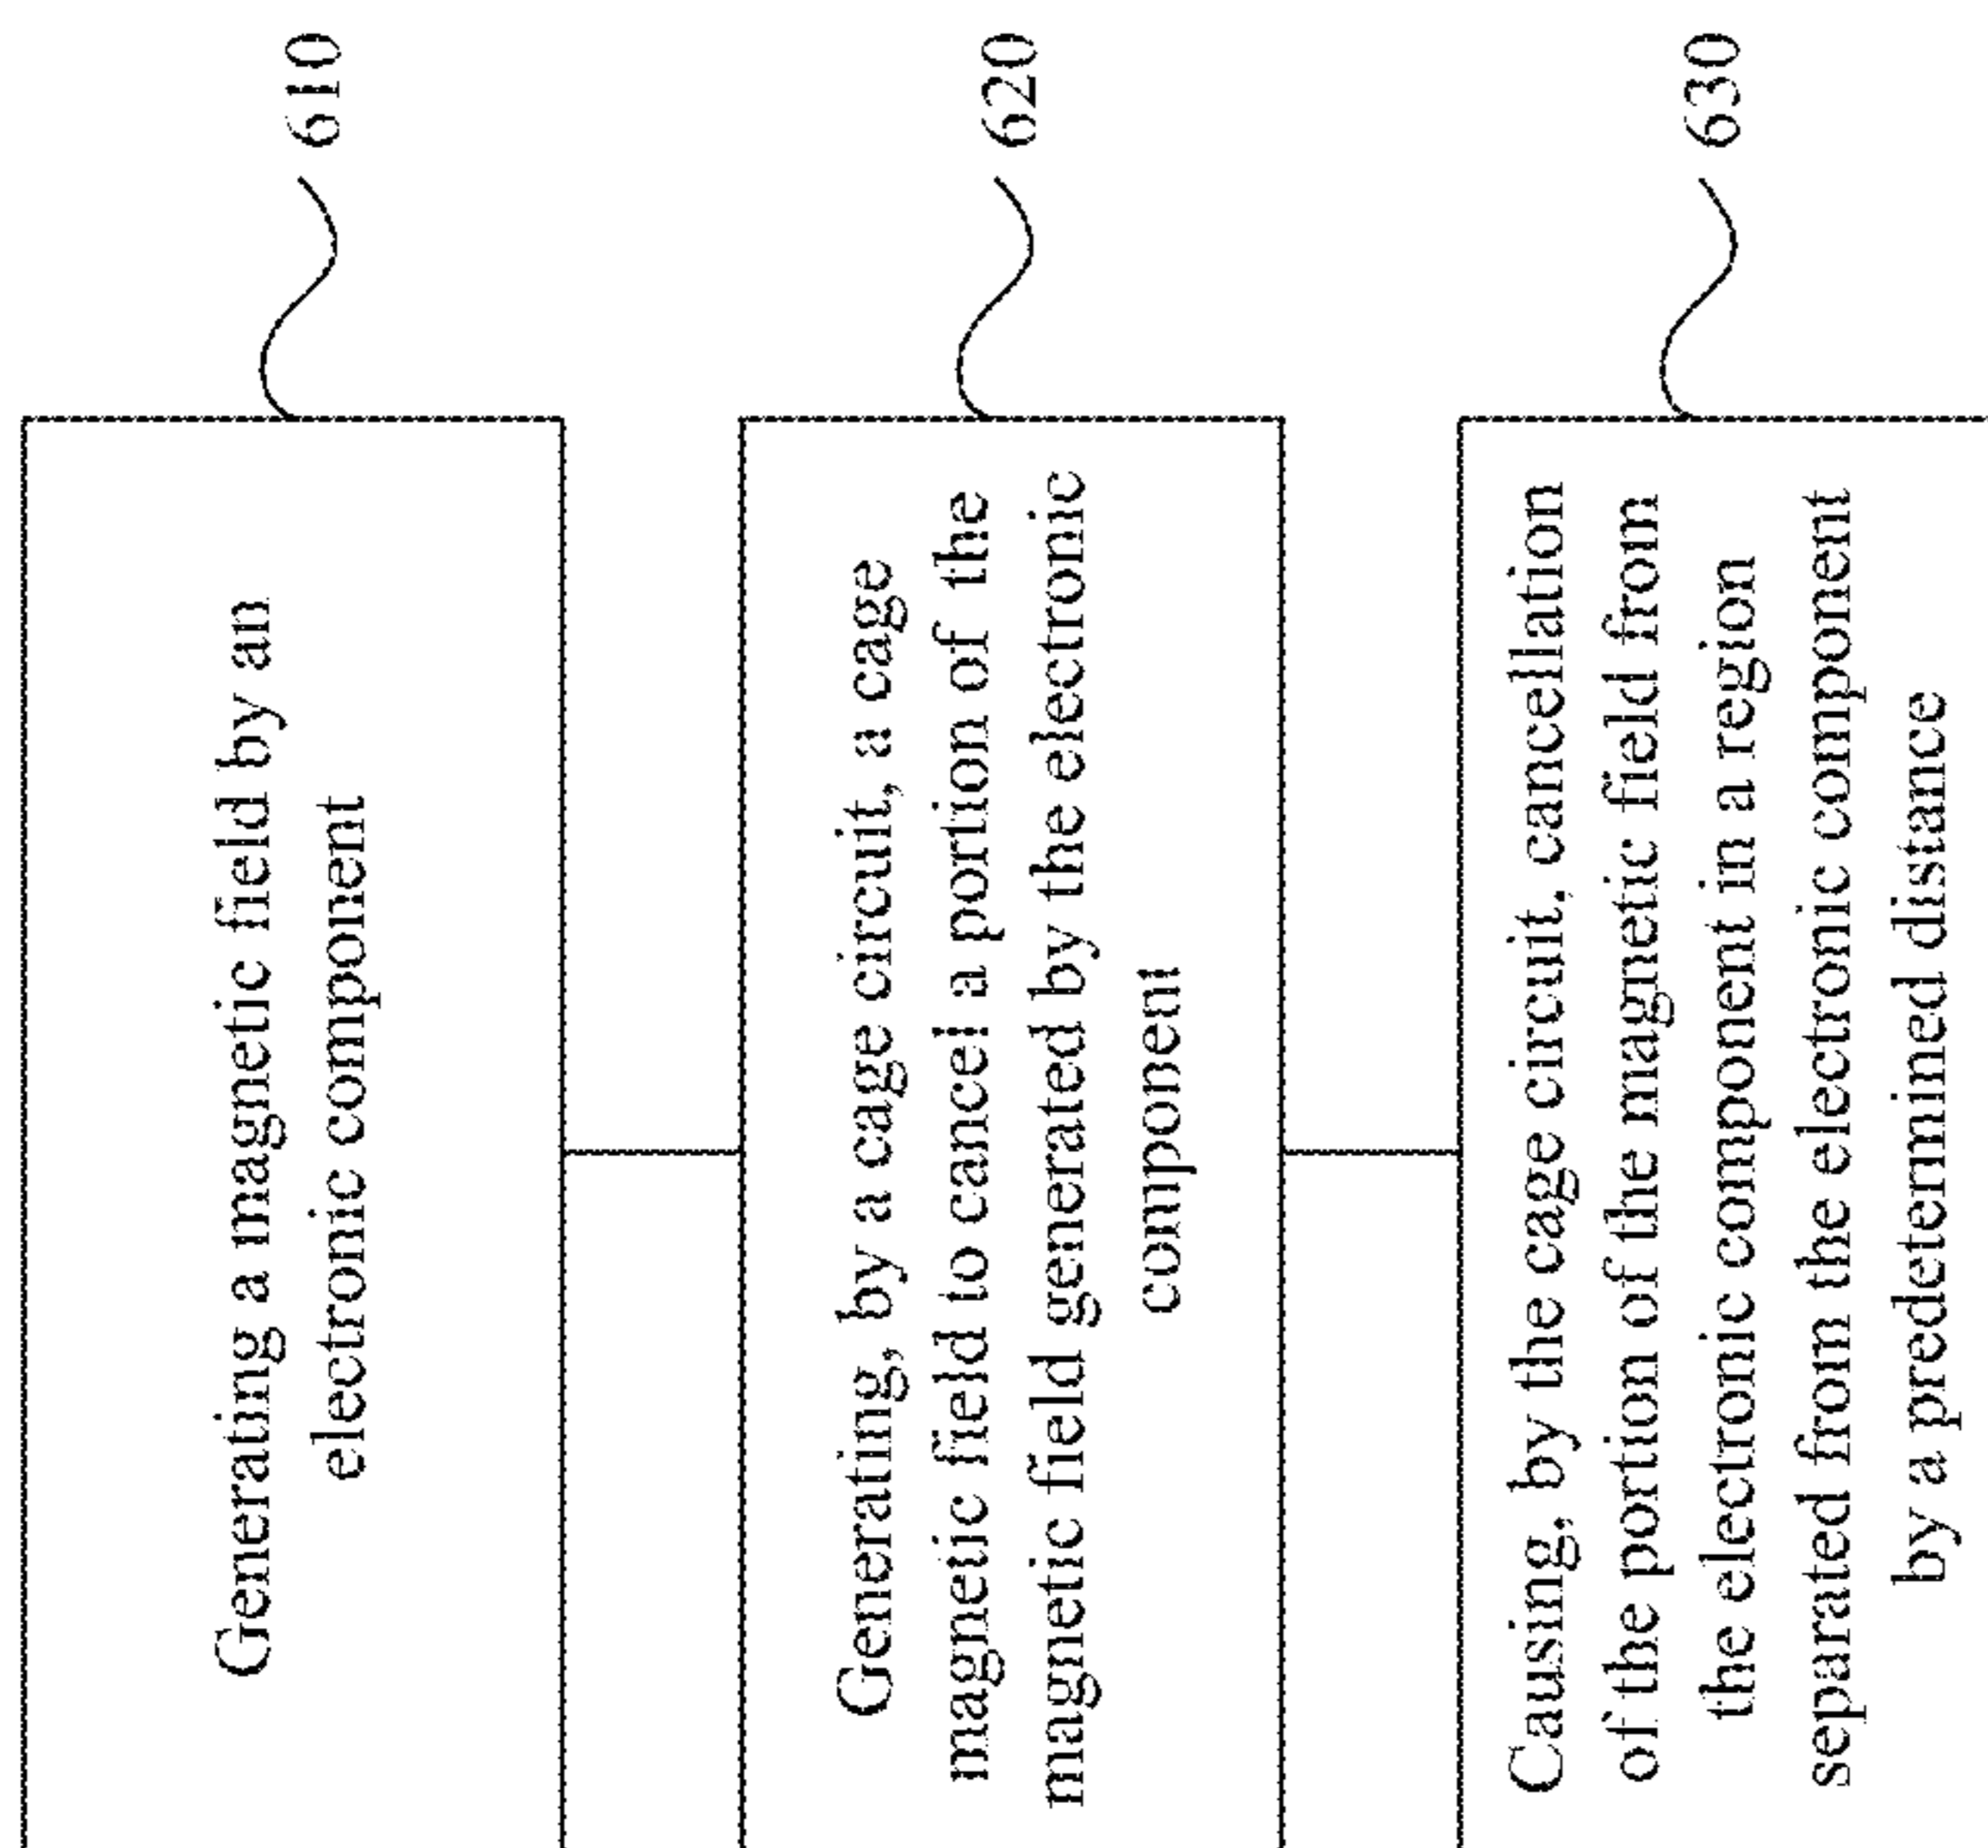 Generating a magnetic field by an
electronic component
610
Generating, by a cage circuit, a cage
magnetic field to cancel a portion of the
magnetic field generated by the electronic
component
620
Causing, by the cage circuit, cancellation
of the portion of the magnetic field from
the electronic component in a region
separated from the electronic component
by a predetermined distance
630